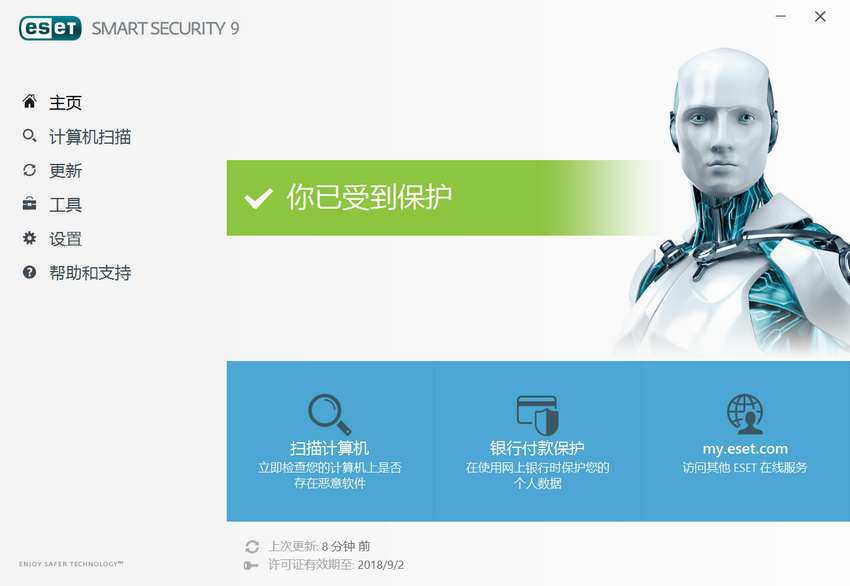 eset SMART SECURITY 9
主页
计算机扫描
更新
工具
设置
帮助和支持
你已受到保护
扫描计算机
立即检查您的计算机上是否
存在恶意软件
银行付款保护
在使用网上银行时保护您的
个人数据
my.eset.com
访问其他 ESET 在线服务
上次更新: 8 分钟 前
许可证有效期至: 2018/9/2
ENJOY SAFER TECHNOLOGY™